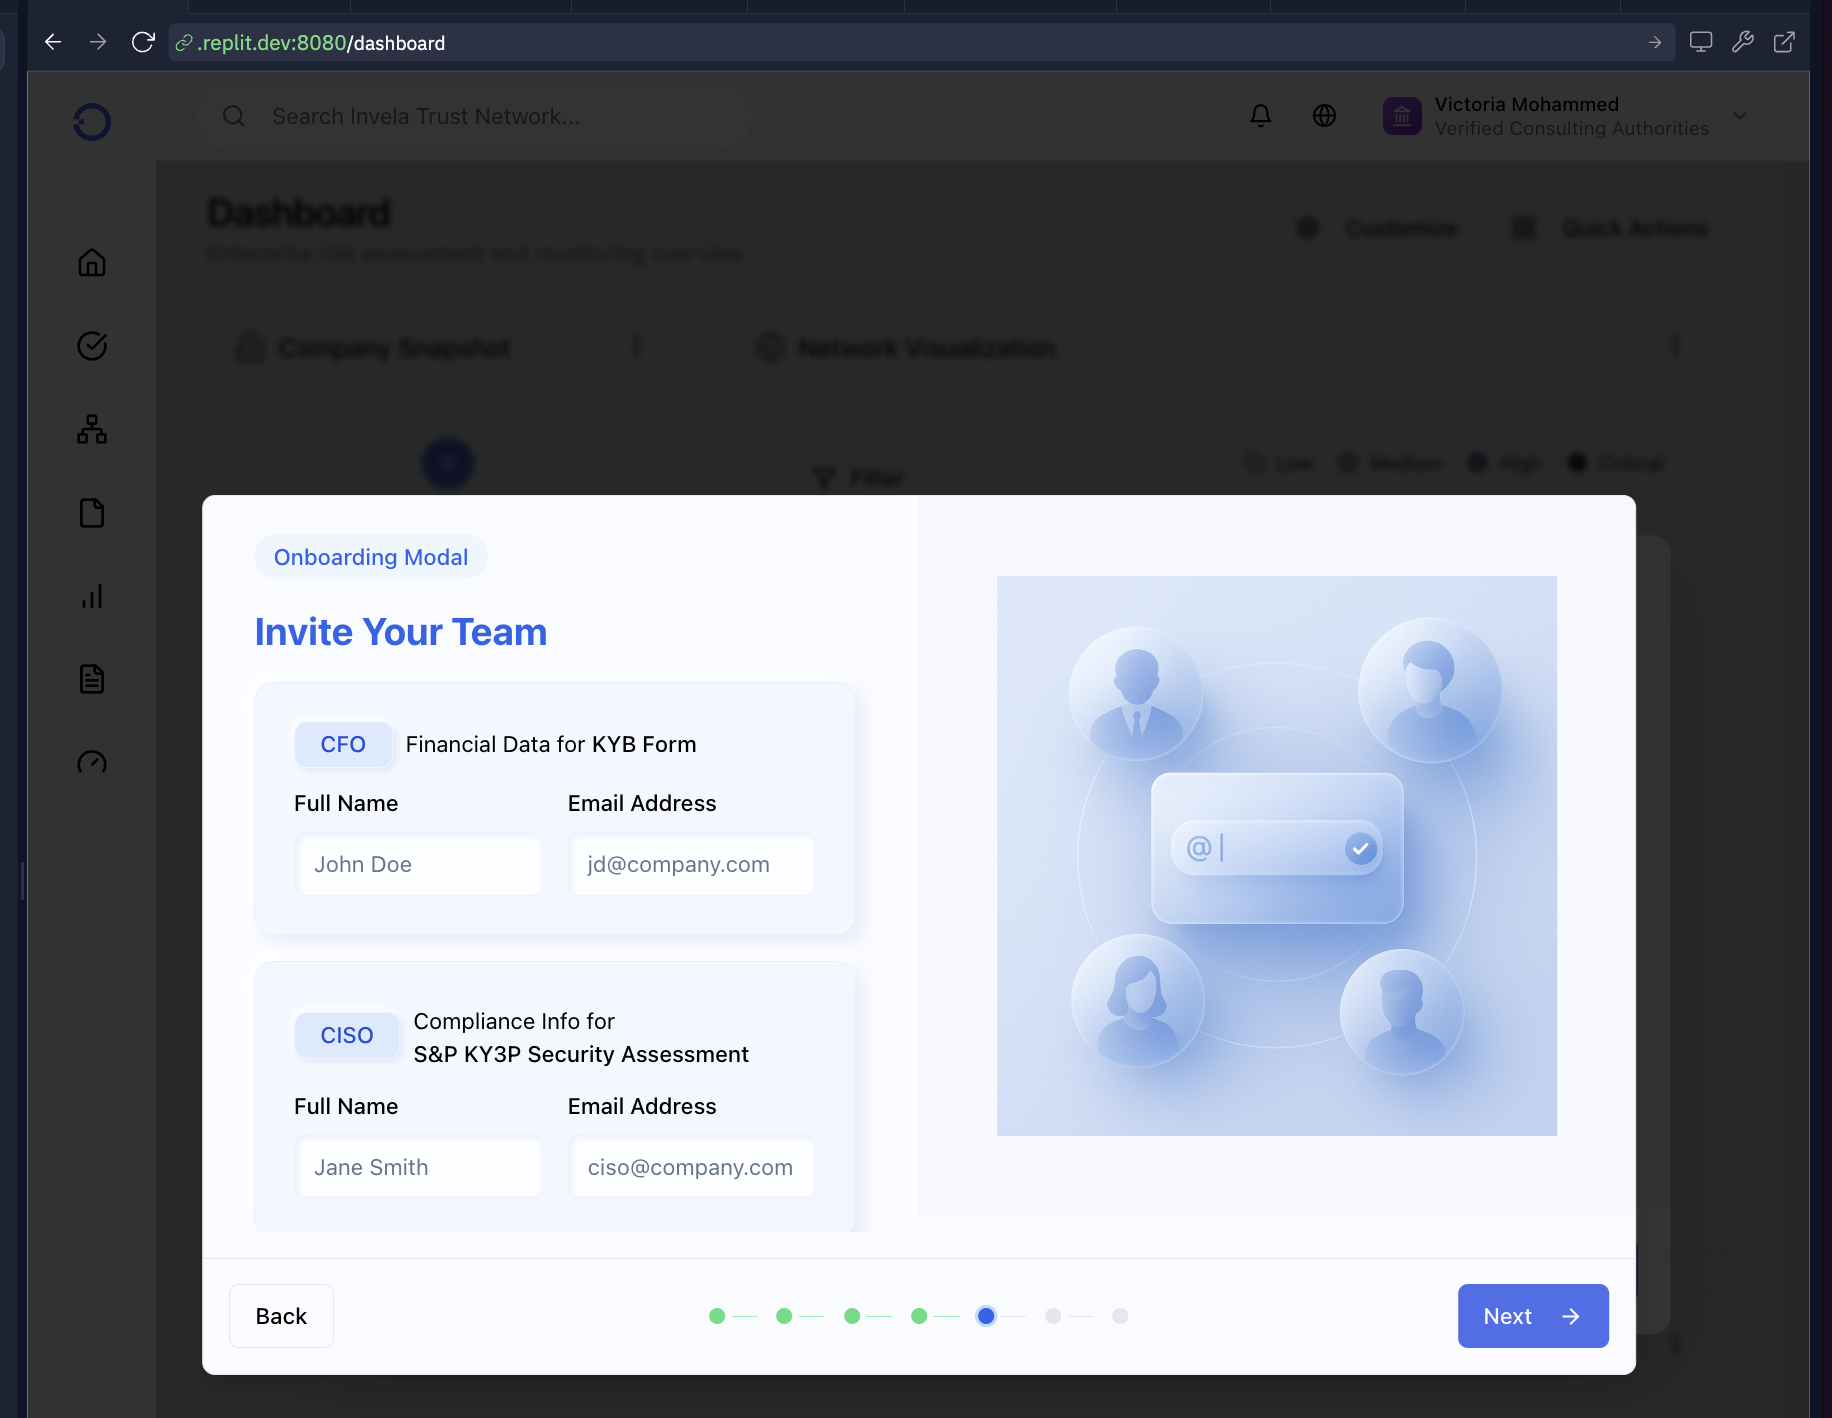 .replit.dev:8080/dashboard
Search Invela Trust Network...
Victoria Mohammed
Verified Consulting Authorities
Dashboard
Enterprise risk assessment and monitoring overview
Customize
Quick Actions
Company Snapshot
Network Visualization
V
Filter
Low
Medium
High
Critical
Onboarding Modal
Invite Your Team
CFO
Financial Data for KYB Form
Full Name
Email Address
John Doe
jd@company.com
CISO
Compliance Info for
S&P KY3P Security Assessment
Full Name
Email Address
Jane Smith
ciso@company.com
@
Back
Next